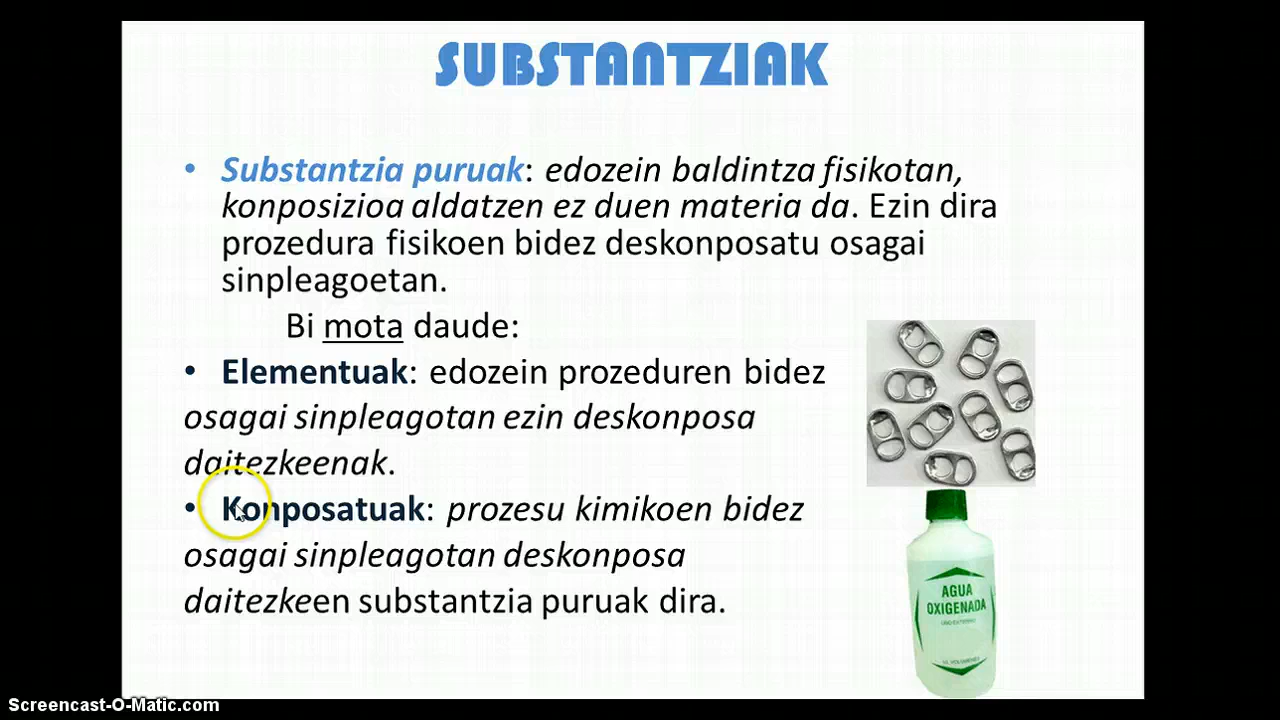 SUBSTANTZIAK
• Substantzia puruak: edozein baldintza fisikotan,
konposizioa aldatzen ez duen materia da. Ezin dira
prozedura fisikoen bidez deskonposatu osagai
sinpleagoetan.
Bi mota daude:
• Elementuak: edozein prozeduren bidez
osagai sinpleagotan ezin deskonposa
daitezkeenak.
• Konposatuak: prozesu kimikoen bidez
osagai sinpleagotan deskonposa
daitezkeen substantzia puruak dira.
AGUA
OXIGENADA
Screencast-O-Matic.com